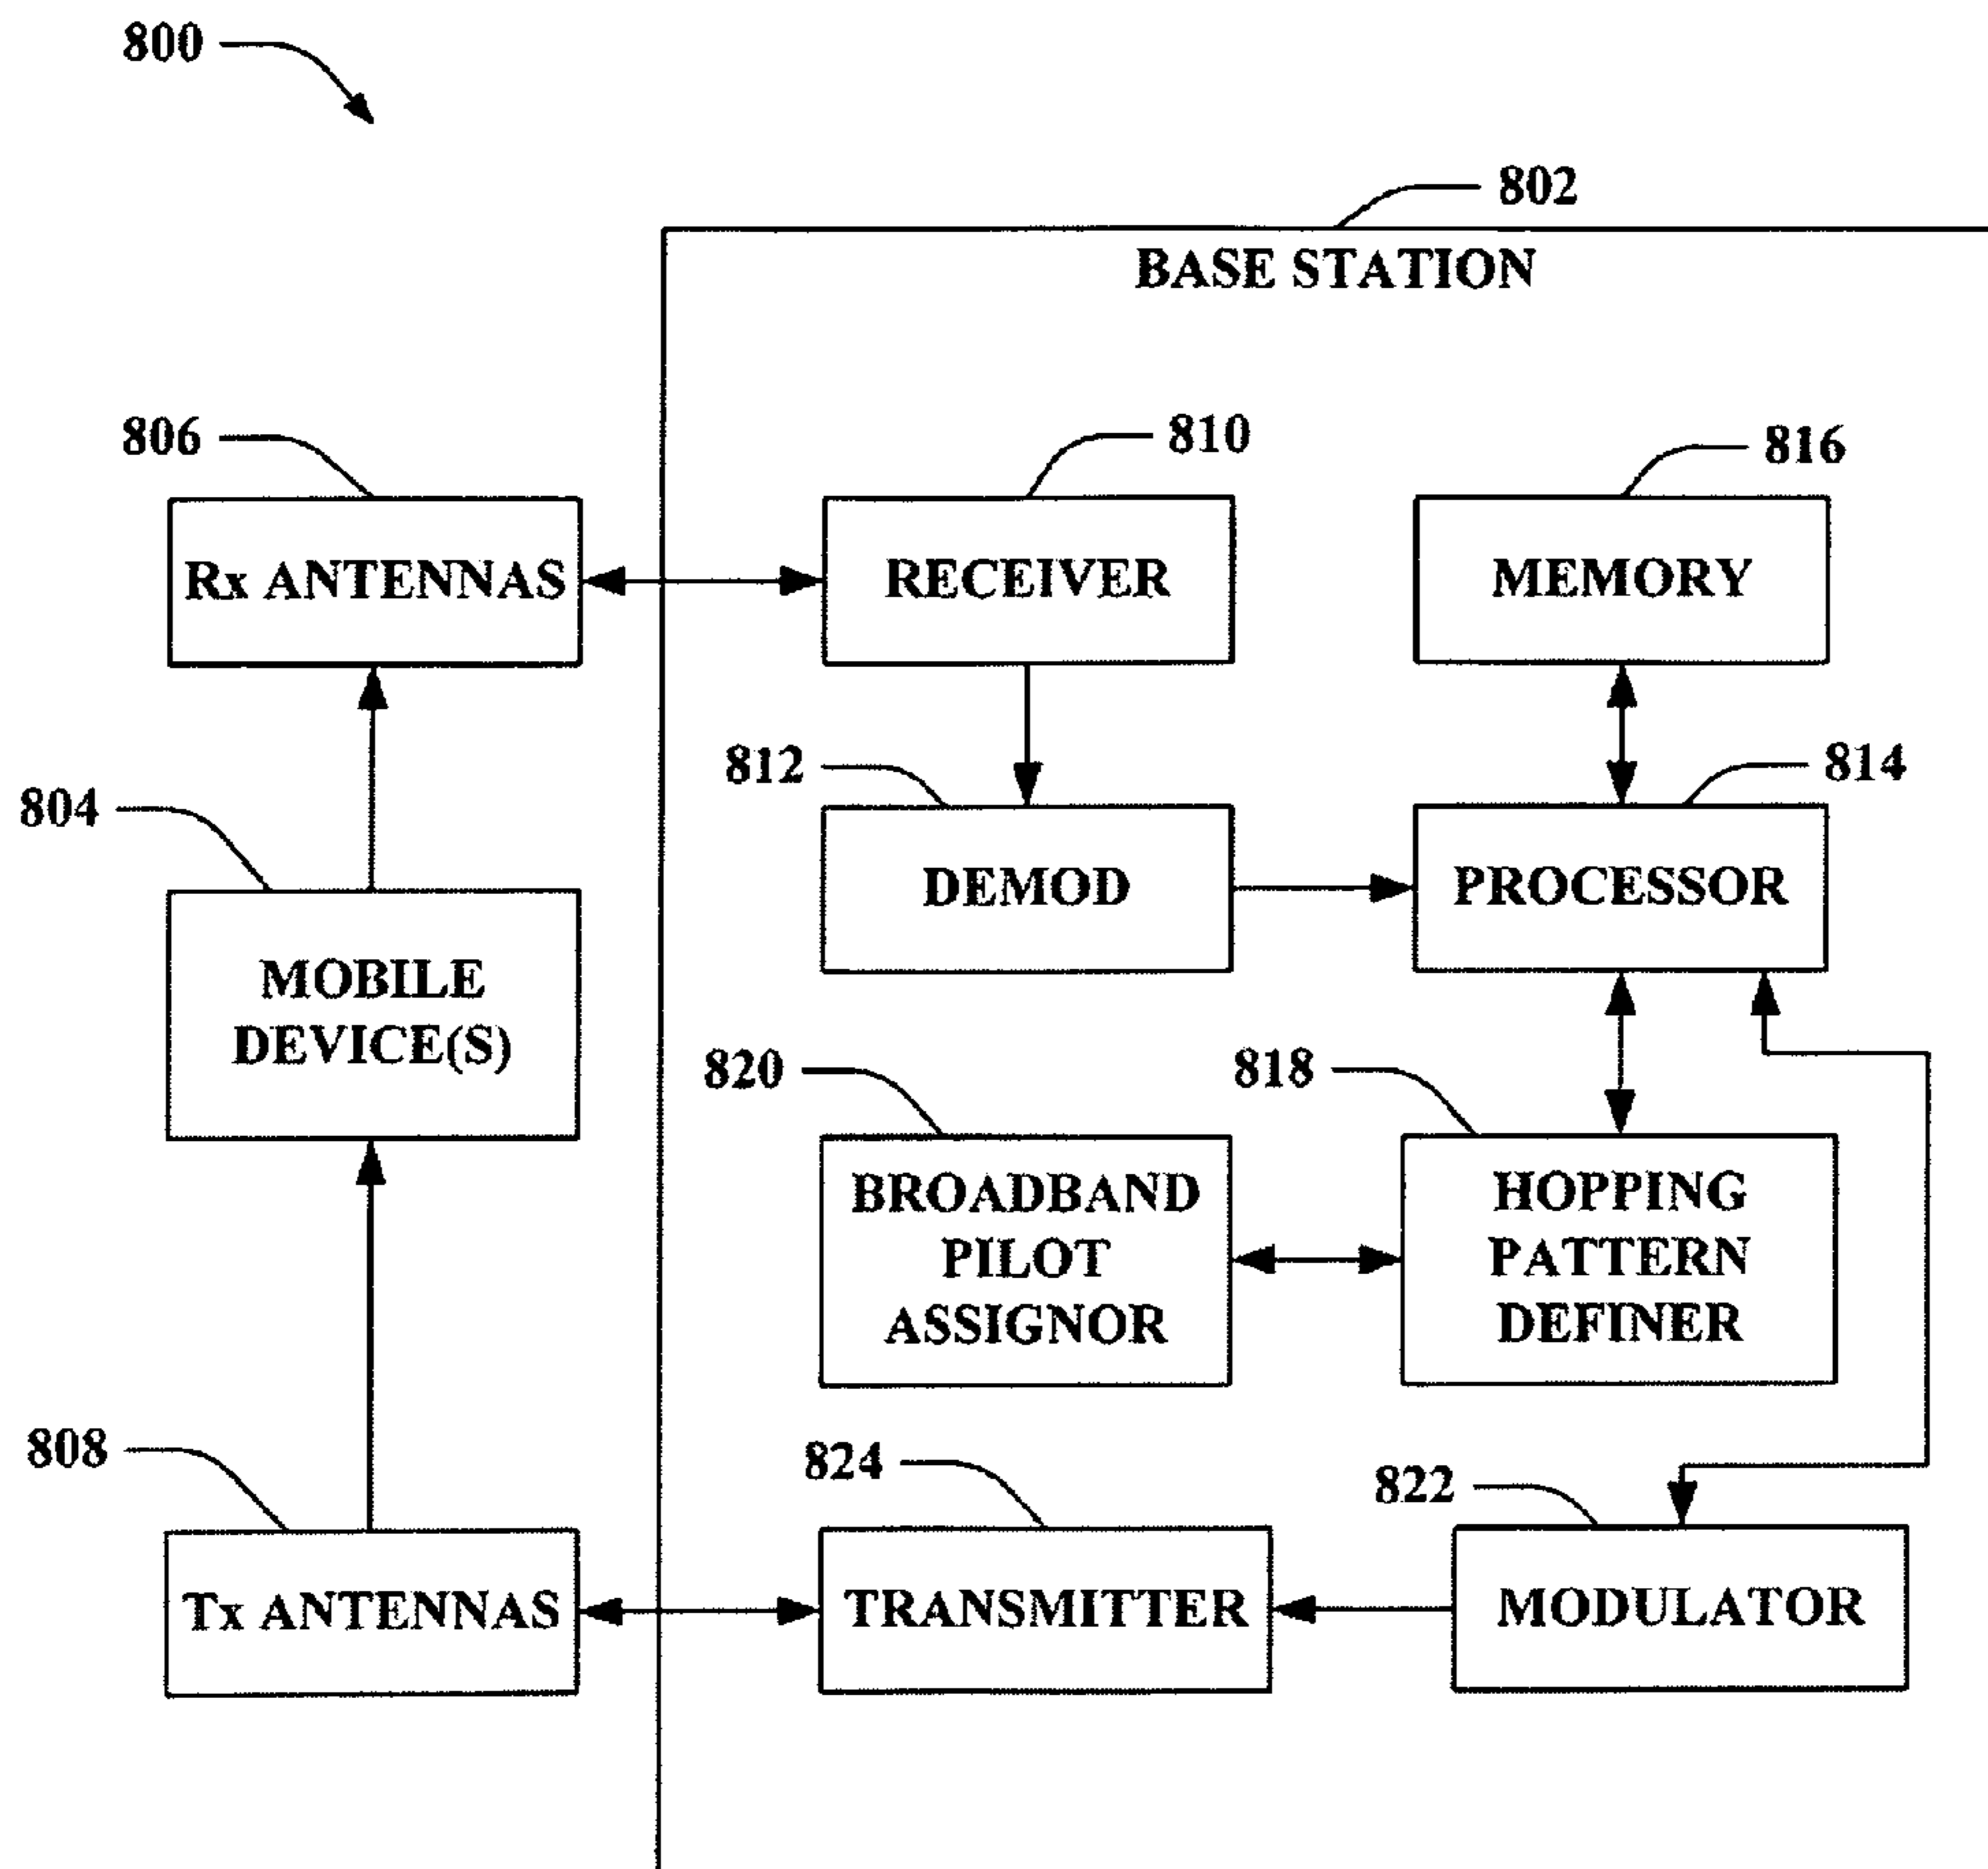 800
802
BASE STATION
806
810
816
Rx ANTENNAS
RECEIVER
MEMORY
812
814
804
DEMOD
PROCESSOR
MOBILE
DEVICE(S)
820
818
BROADBAND
PILOT
ASSIGNOR
HOPPING
PATTERN
DEFINER
808
824
822
Tx ANTENNAS
TRANSMITTER
MODULATOR